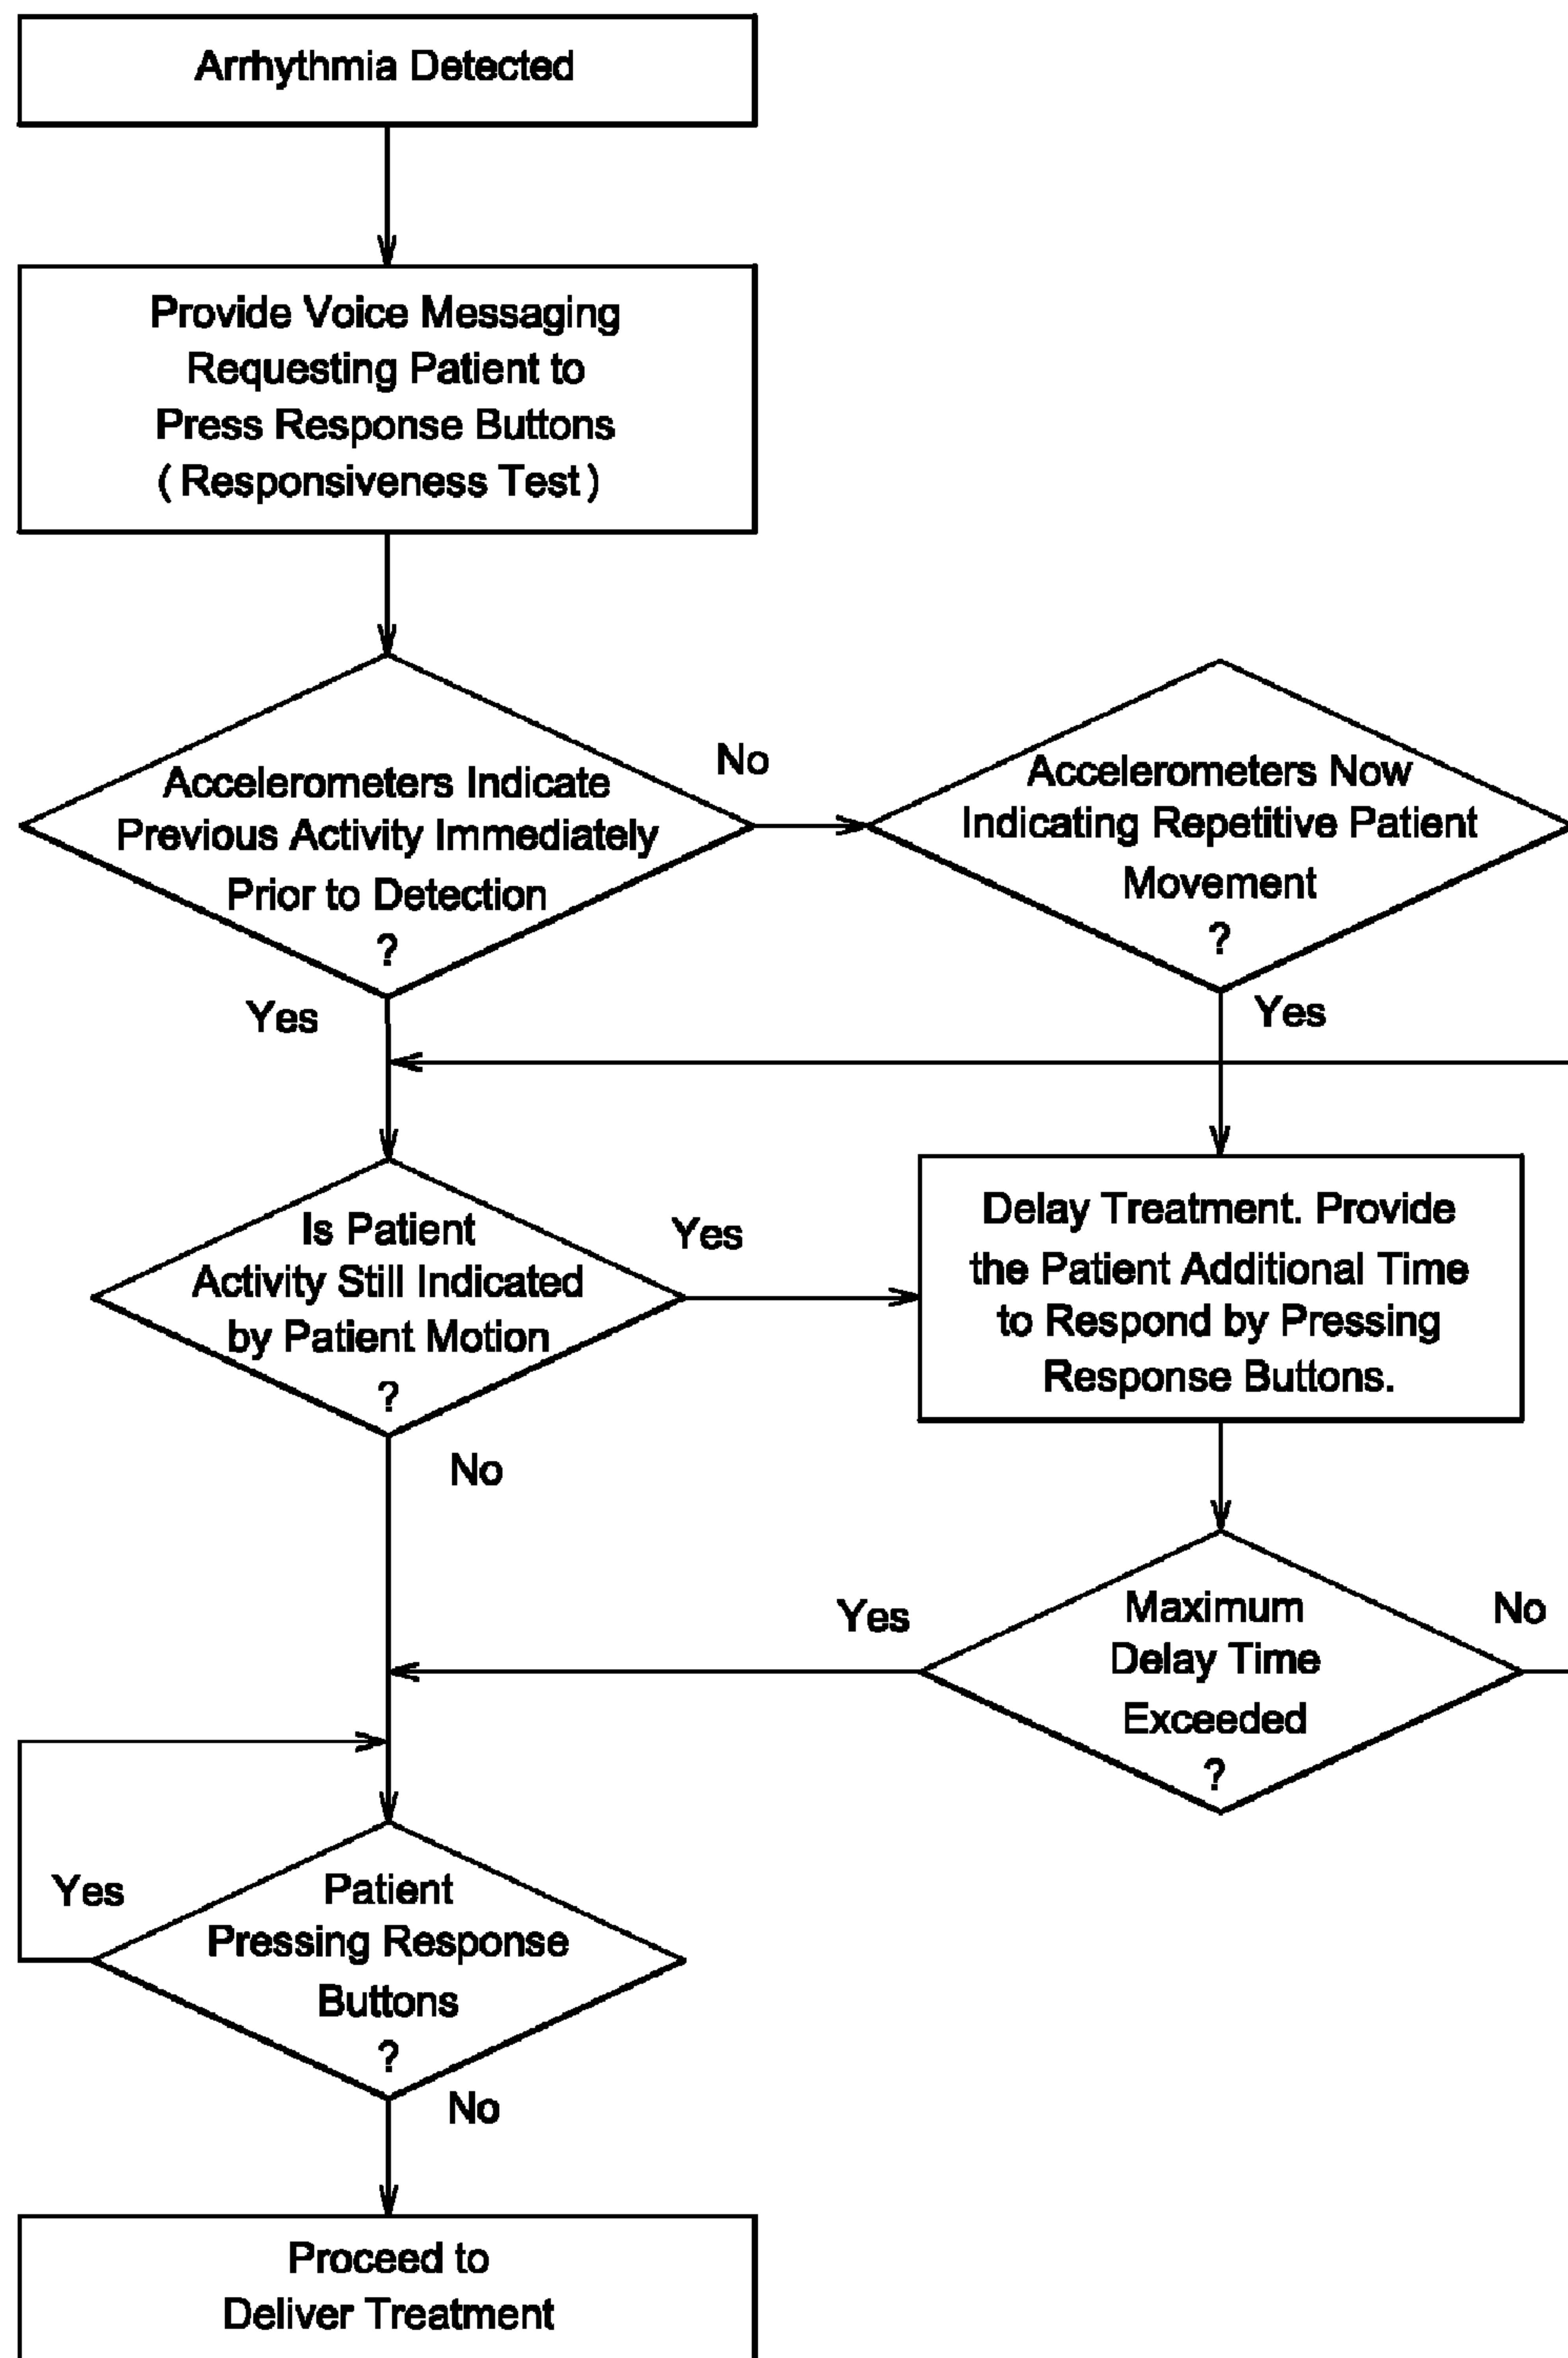 Arrhythmia Detected
Provide Voice Messaging
Requesting Patient to
Press Response Buttons
(Responsiveness Test)
Accelerometers Indicate
Previous Activity Immediately
Prior to Detection
?
No
Accelerometers Now
Indicating Repetitive Patient
Movement
?
Yes
Yes
Is Patient
Activity Still Indicated
by Patient Motion
?
Yes
No
Delay Treatment. Provide
the Patient Additional Time
to Respond by Pressing
Response Buttons.
Maximum
Delay Time
Exceeded
?
Yes
No
Patient
Pressing Response
Buttons
?
Yes
No
Proceed to
Deliver Treatment